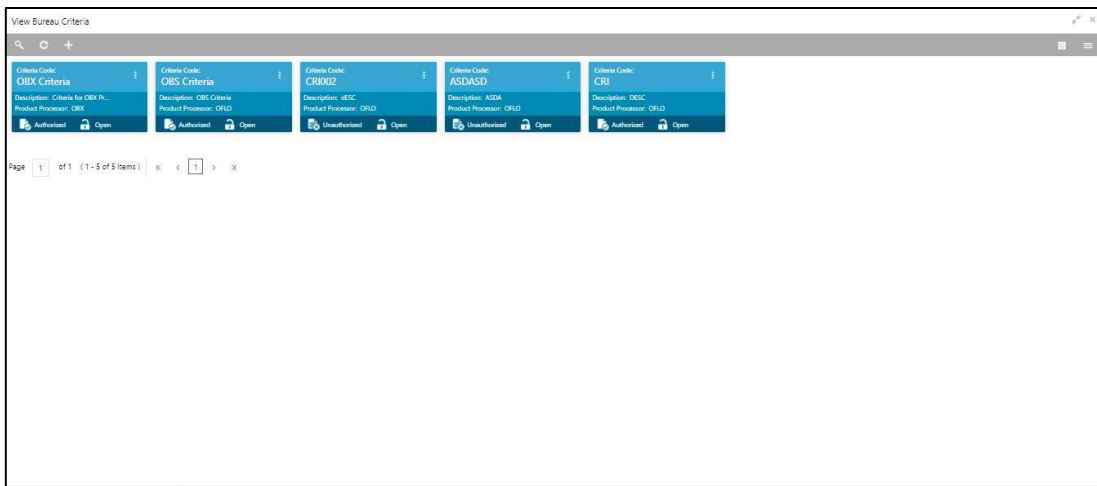 View Bureau Criteria
Criteria Code:
OBX Criteria
Description: Criteria for OBX Pr...
Product Processor: OBX
Authorized Open
Criteria Code:
OBS Criteria
Description: OBS Criteria
Product Processor: OFLO
Authorized Open
Criteria Code:
CRI002
Description: dESC
Product Processor: OFLO
Unauthorized Open
Criteria Code:
ASDASD
Description: ASDA
Product Processor: OFLO
Unauthorized Open
Criteria Code:
CRI
Description: DESC
Product Processor: OFLO
Authorized Open
Page 1 of 1 ( 1 - 5 of 5 items ) 1